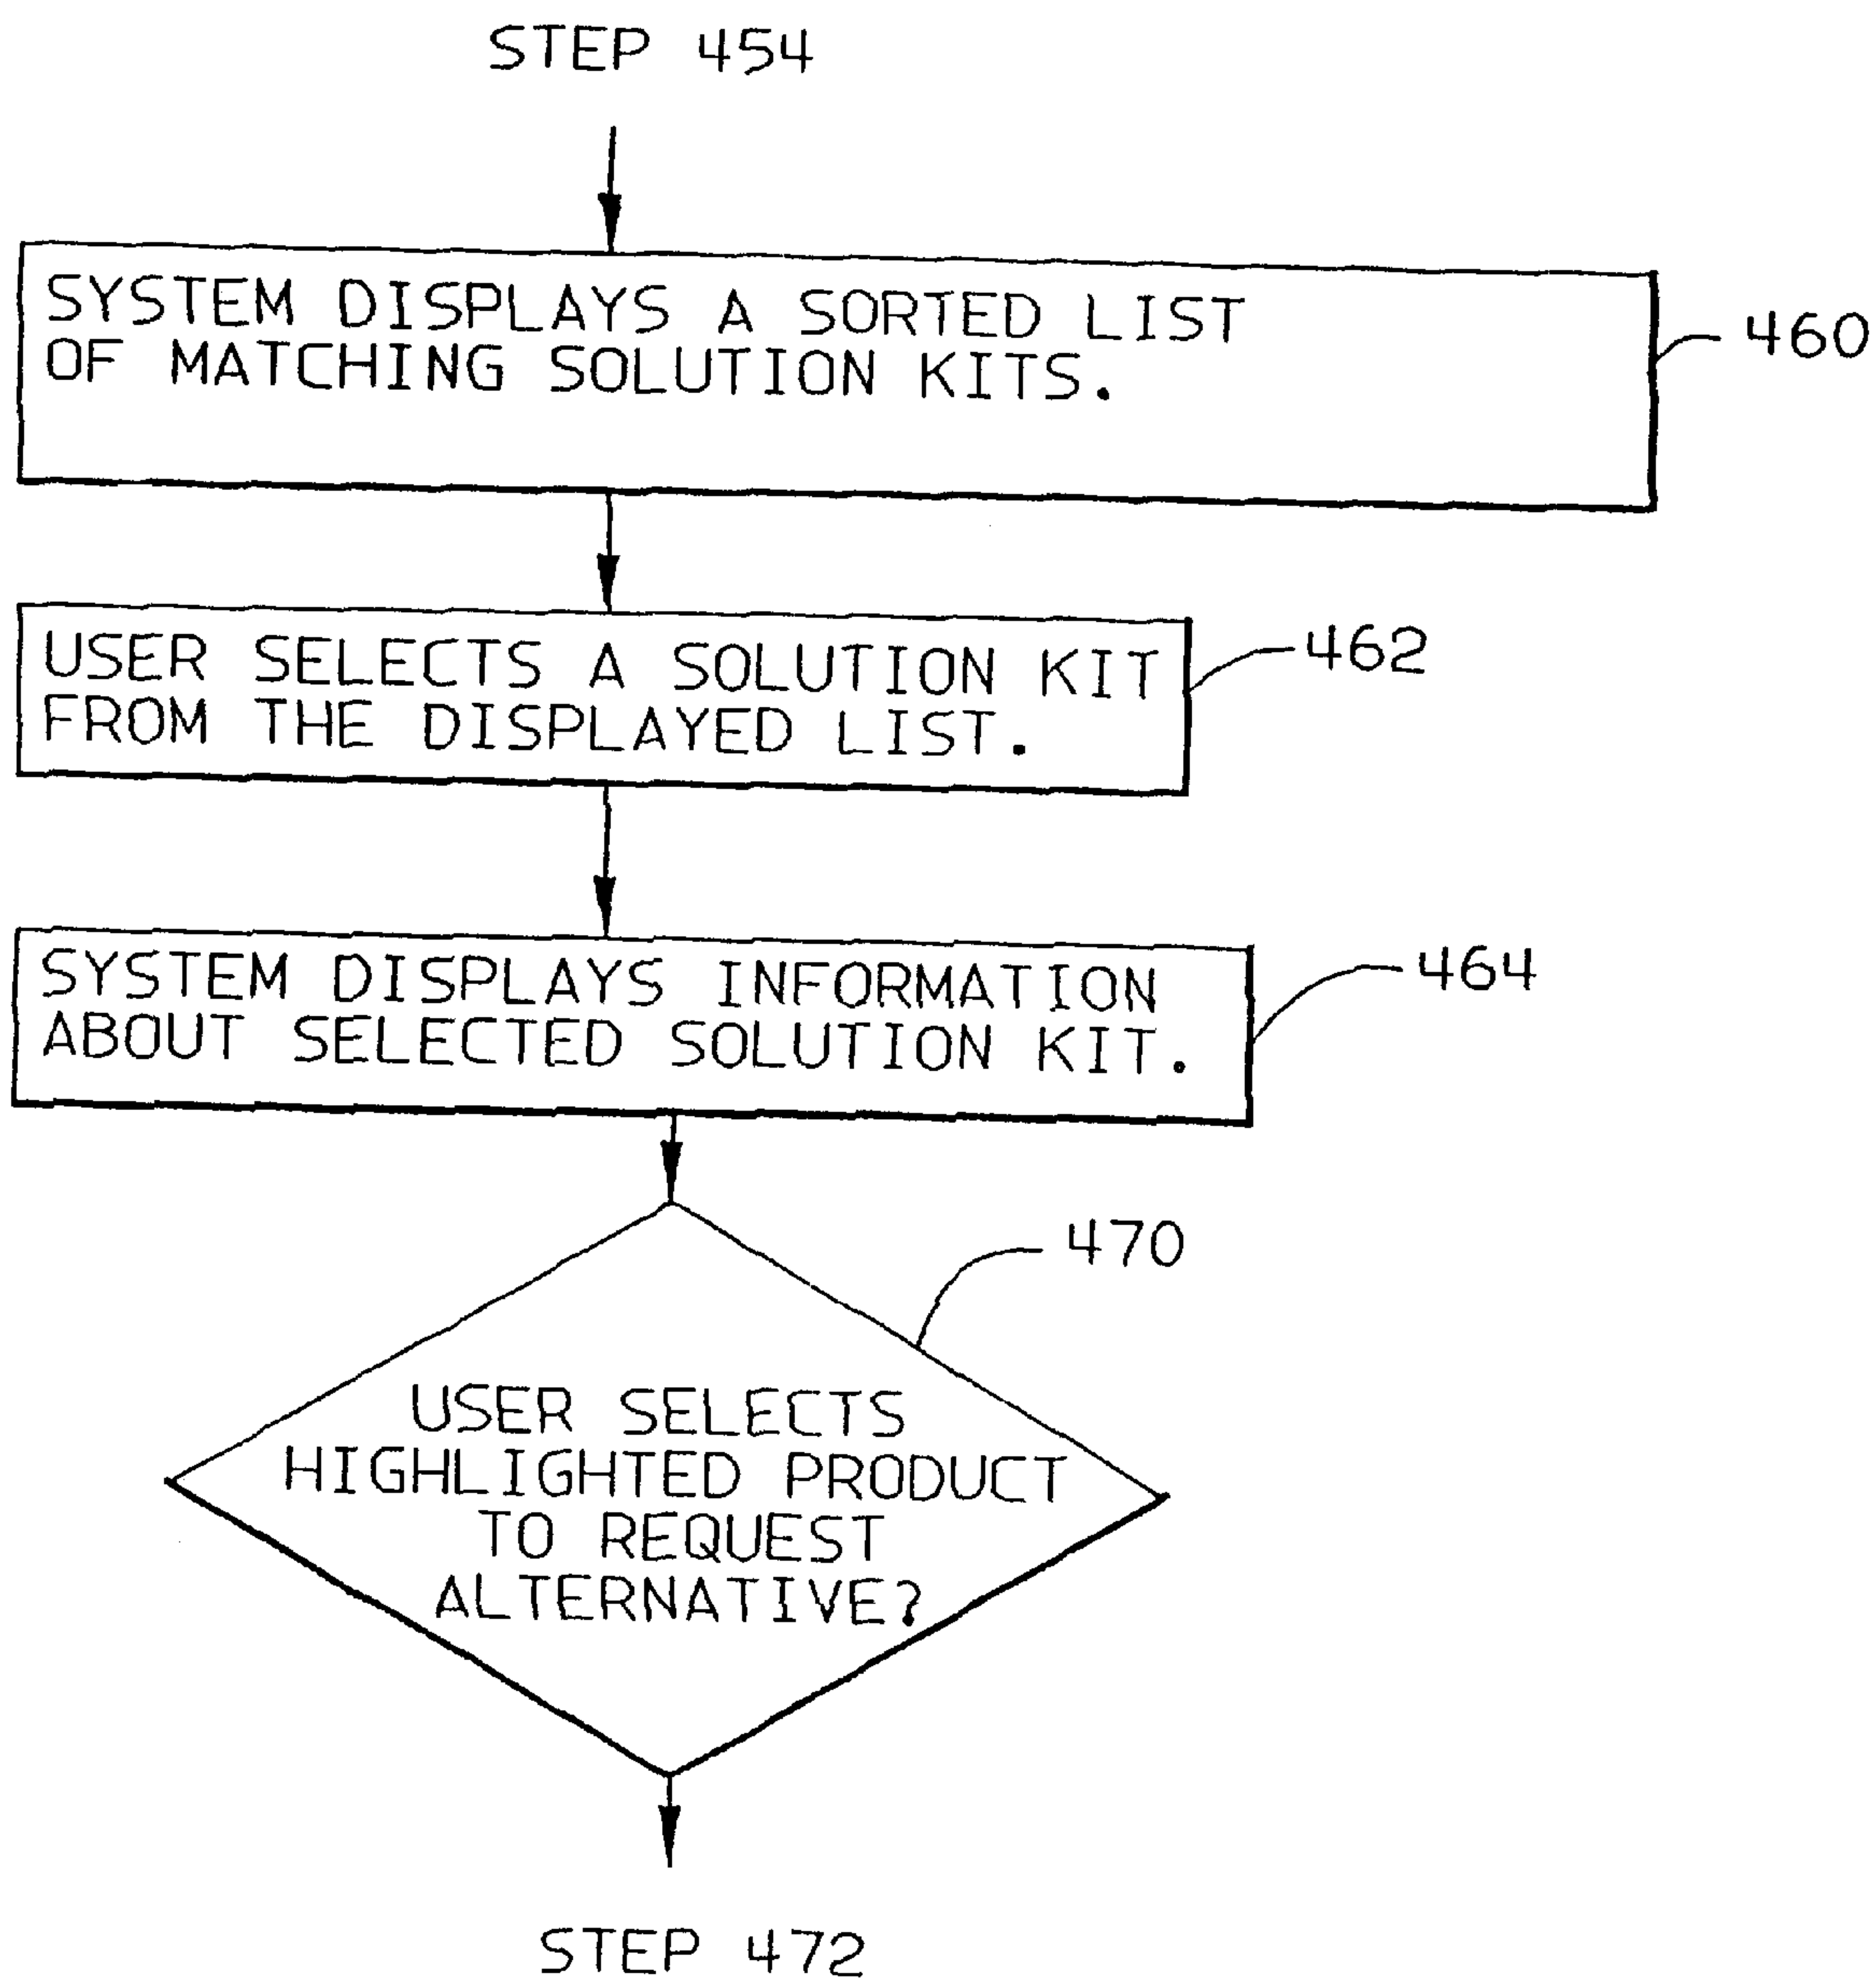 STEP 454
SYSTEM DISPLAYS A SORTED LIST
OF MATCHING SOLUTION KITS.
460
USER SELECTS A SOLUTION KIT
FROM THE DISPLAYED LIST.
462
SYSTEM DISPLAYS INFORMATION
ABOUT SELECTED SOLUTION KIT.
464
470
USER SELECTS
HIGHLIGHTED PRODUCT
TO REQUEST
ALTERNATIVE?
STEP 472